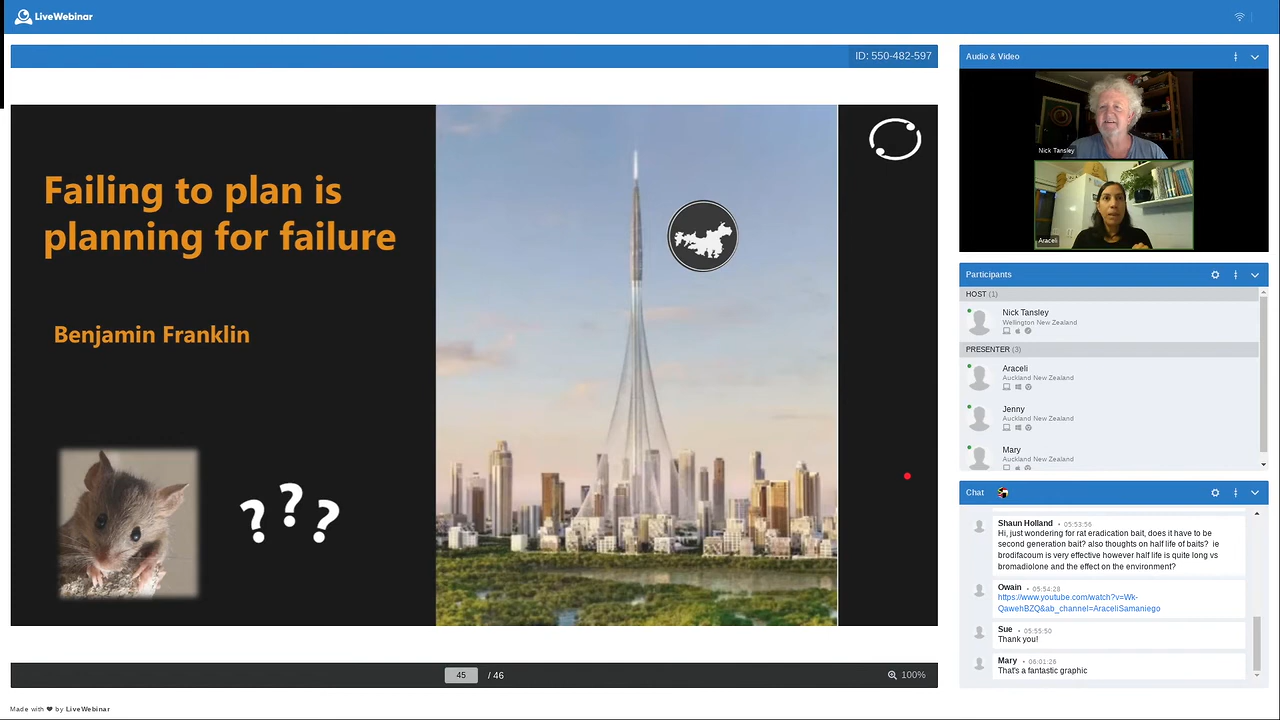 LiveWebinar
ID: 550-482-597
Failing to plan is
planning for failure
Benjamin Franklin
? ? ?
45 / 46
100%
Made with ❤ by LiveWebinar
Audio & Video
Nick Tansley
Araceli
Participants
HOST (1)
Nick Tansley
Wellington New Zealand
PRESENTER (3)
Araceli
Auckland New Zealand
Jenny
Auckland New Zealand
Mary
Auckland New Zealand
Chat
Shaun Holland • 05:53:56
Hi, just wondering for rat eradication bait, does it have to be
second generation bait? also thoughts on half life of baits? ie
brodifacoum is very effective however half life is quite long vs
bromadiolone and the effect on the environment?
Owain • 05:54:28
https://www.youtube.com/watch?v=Wk-
QawehBZQ&ab_channel=AraceliSamaniego
Sue • 05:55:50
Thank you!
Mary • 06:01:26
That's a fantastic graphic